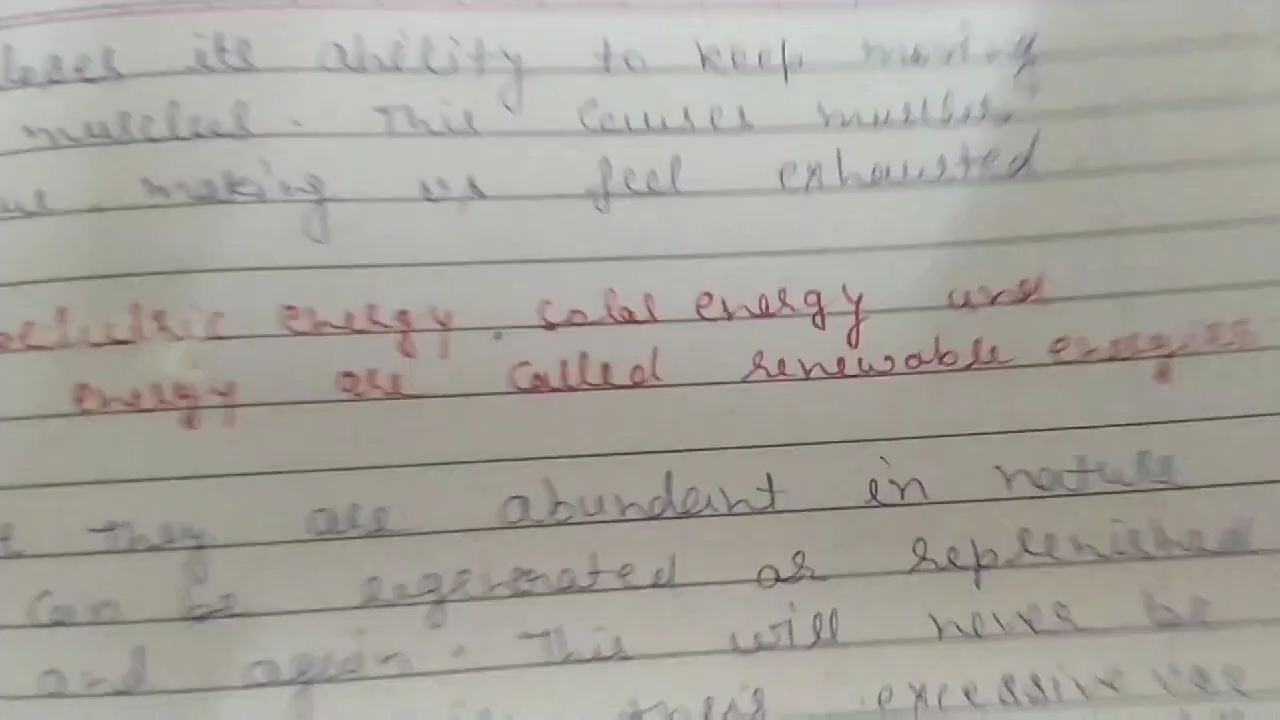 its ability to keep moving
muscles. This causes muscles
making us feel exhausted
energy. solar energy and
energy are called renewable energies
they are abundant in nature
can be regenerated or replenished
and again. This will never be
excessive use